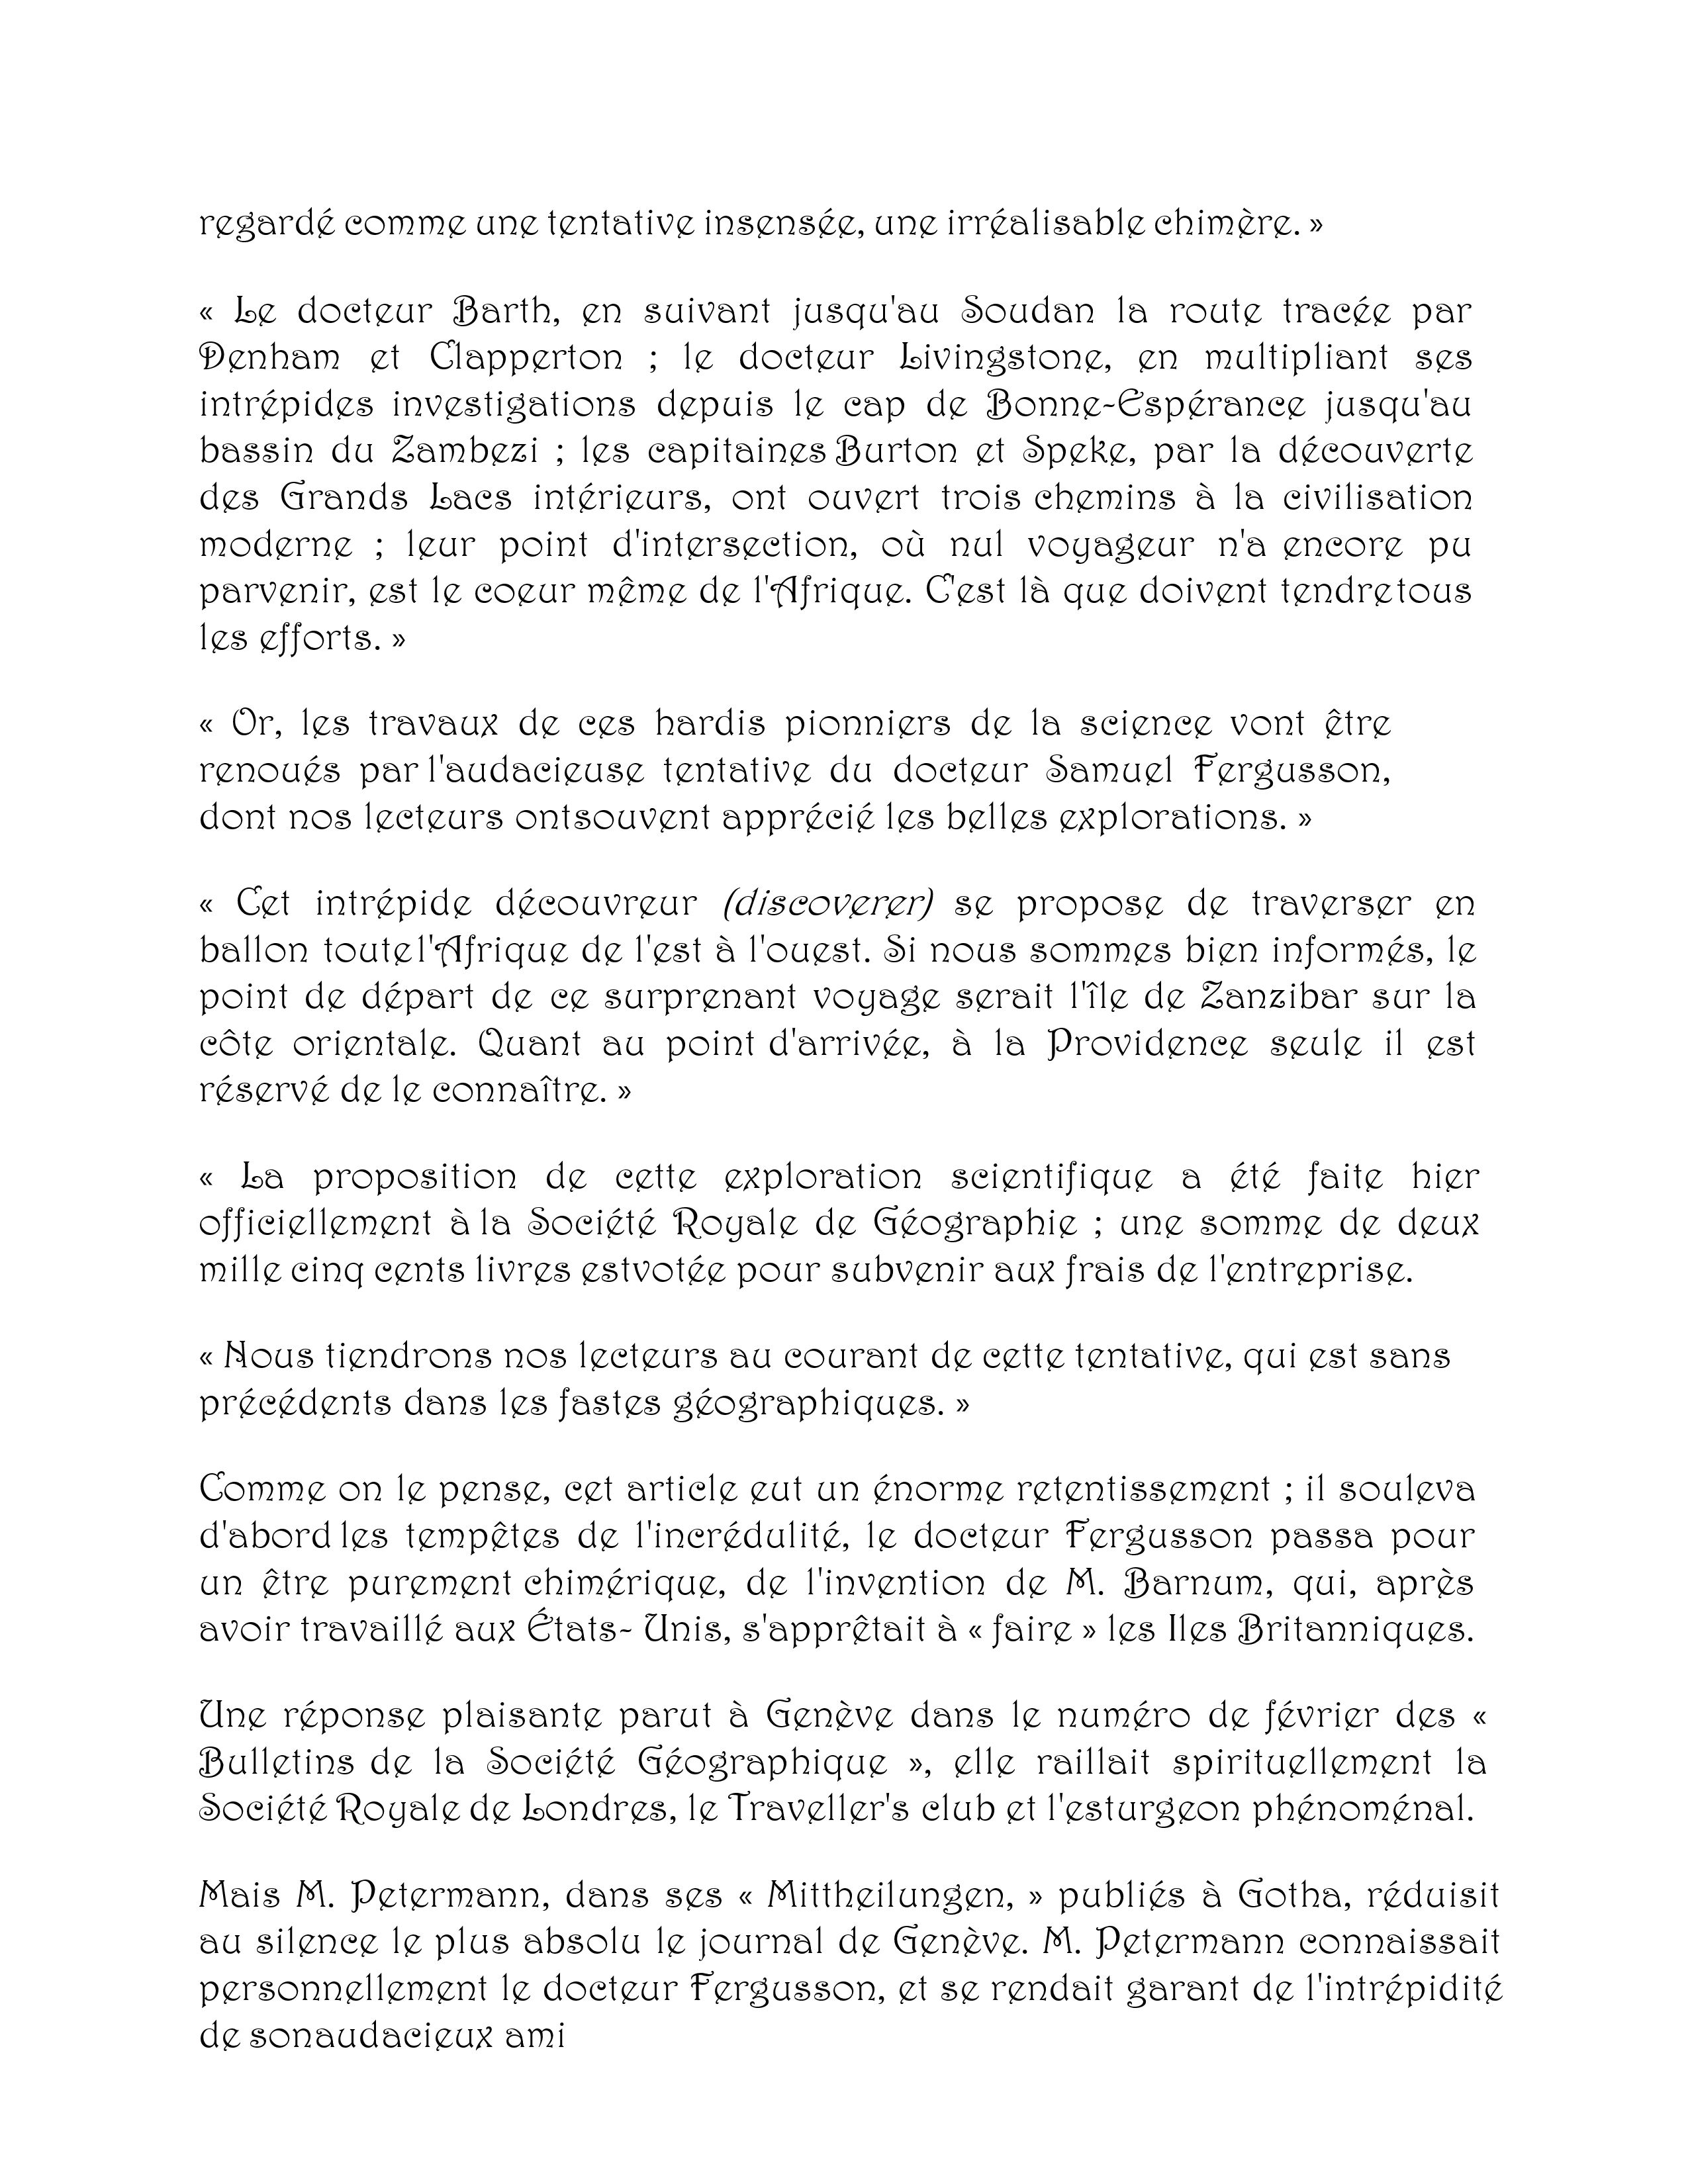 regardé comme une tentative insensée, une irréalisable chimère. »
« Le docteur Barth, en suivant jusqu'au Soudan la route tracée par
Denham et Clapperton ; le docteur Livingstone, en multipliant ses
intrépides investigations depuis le cap de Bonne-Espérance jusqu'au
bassin du Zambezi ; les capitaines Burton et Speke, par la découverte
des Grands Lacs intérieurs, ont ouvert trois chemins à la civilisation
moderne ; leur point d'intersection, où nul voyageur n'a encore pu
parvenir, est le coeur même de l'Afrique. C'est là que doivent tendretous
les efforts. »
« Or, les travaux de ces hardis pionniers de la science vont être
renoués par l'audacieuse tentative du docteur Samuel Fergusson,
dont nos lecteurs ontsouvent apprécié les belles explorations. »
« Cet intrépide découvreur (discoverer) se propose de traverser en
ballon toutel'Afrique de l'est à l'ouest. Si nous sommes bien informés, le
point de départ de ce surprenant voyage serait l'île de Zanzibar sur la
côte orientale. Quant au point d'arrivée, à la Providence seule il est
réservé de le connaître. »
« La proposition de cette exploration scientifique a été faite hier
officiellement à la Société Royale de Géographie ; une somme de deux
mille cinq cents livres estvotée pour subvenir aux frais de l'entreprise.
« Nous tiendrons nos lecteurs au courant de cette tentative, qui est sans
précédents dans les fastes géographiques. »
Comme on le pense, cet article eut un énorme retentissement ; il souleva
d'abord les tempêtes de l'incrédulité, le docteur Fergusson passa pour
un être purement chimérique, de l'invention de M. Barnum, qui, après
avoir travaillé aux États- Unis, s'apprêtait à « faire » les Iles Britanniques.
Une réponse plaisante parut à Genève dans le numéro de février des «
Bulletins de la Société Géographique », elle raillait spirituellement la
Société Royale de Londres, le Traveller's club et l'esturgeon phénoménal.
Mais M. Petermann, dans ses « Mittheilungen, » publiés à Gotha, réduisit
au silence le plus absolu le journal de Genève. M. Petermann connaissait
personnellement le docteur Fergusson, et se rendait garant de l'intrépidité
de sonaudacieux ami